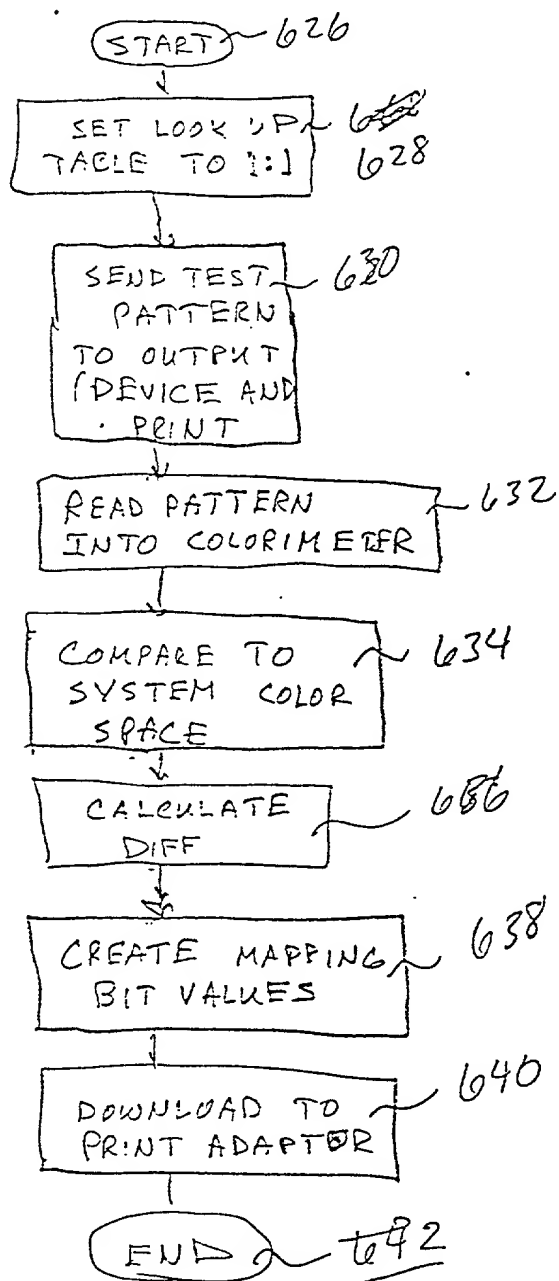 START 626
SET LOOK UP
TABLE TO 1:1 628
SEND TEST 630
PATTERN
TO OUTPUT
DEVICE AND
PRINT
READ PATTERN 632
INTO COLORIMETER
COMPARE TO 634
SYSTEM COLOR
SPACE
CALCULATE
DIFF
CREATE MAPPING 638
BIT VALUES
DOWNLOAD TO 640
PRINT ADAPTOR
END 642